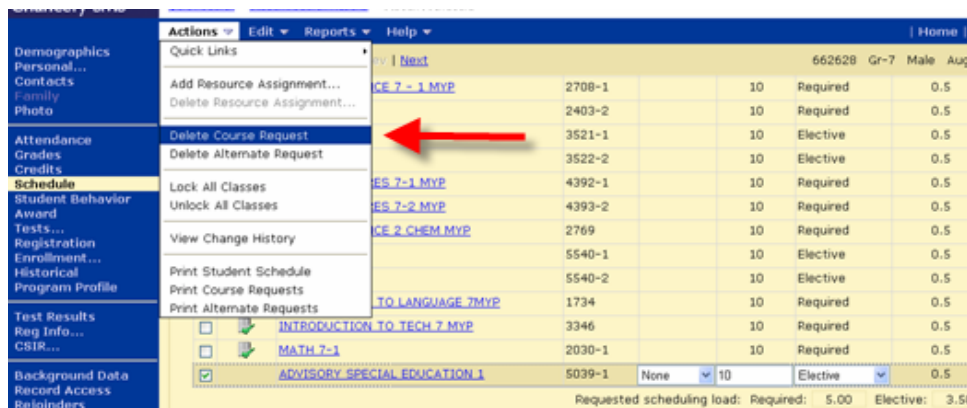 Actions Edit Reports Help | Home |
Demographics
Personal...
Contacts
Family
Photo
Attendance
Grades
Credits
Schedule
Student Behavior
Award
Tests...
Registration
Enrollment...
Historical
Program Profile
Test Results
Reg Info...
CSIR...
Background Data
Record Access
Rejoinders
Quick Links
Add Resource Assignment...
Delete Resource Assignment...
Delete Course Request
Delete Alternate Request
Lock All Classes
Unlock All Classes
View Change History
Print Student Schedule
Print Course Requests
Print Alternate Requests
ev | Next 662628 Gr-7 Male Aug
CE 7 - 1 MYP 2708-1 10 Required 0.5
2403-2 10 Required 0.5
3521-1 10 Elective 0.5
3522-2 10 Elective 0.5
ES 7-1 MYP 4392-1 10 Required 0.5
ES 7-2 MYP 4393-2 10 Required 0.5
CE 2 CHEM MYP 2769 10 Required 0.5
5540-1 10 Elective 0.5
5540-2 10 Elective 0.5
TO LANGUAGE 7MYP 1734 10 Required 0.5
INTRODUCTION TO TECH 7 MYP 3346 10 Required 0.5
MATH 7-1 2030-1 10 Required 0.5
ADVISORY SPECIAL EDUCATION 1 5039-1 None 10 Elective 0.5
Requested scheduling load: Required: 5.00 Elective: 3.5